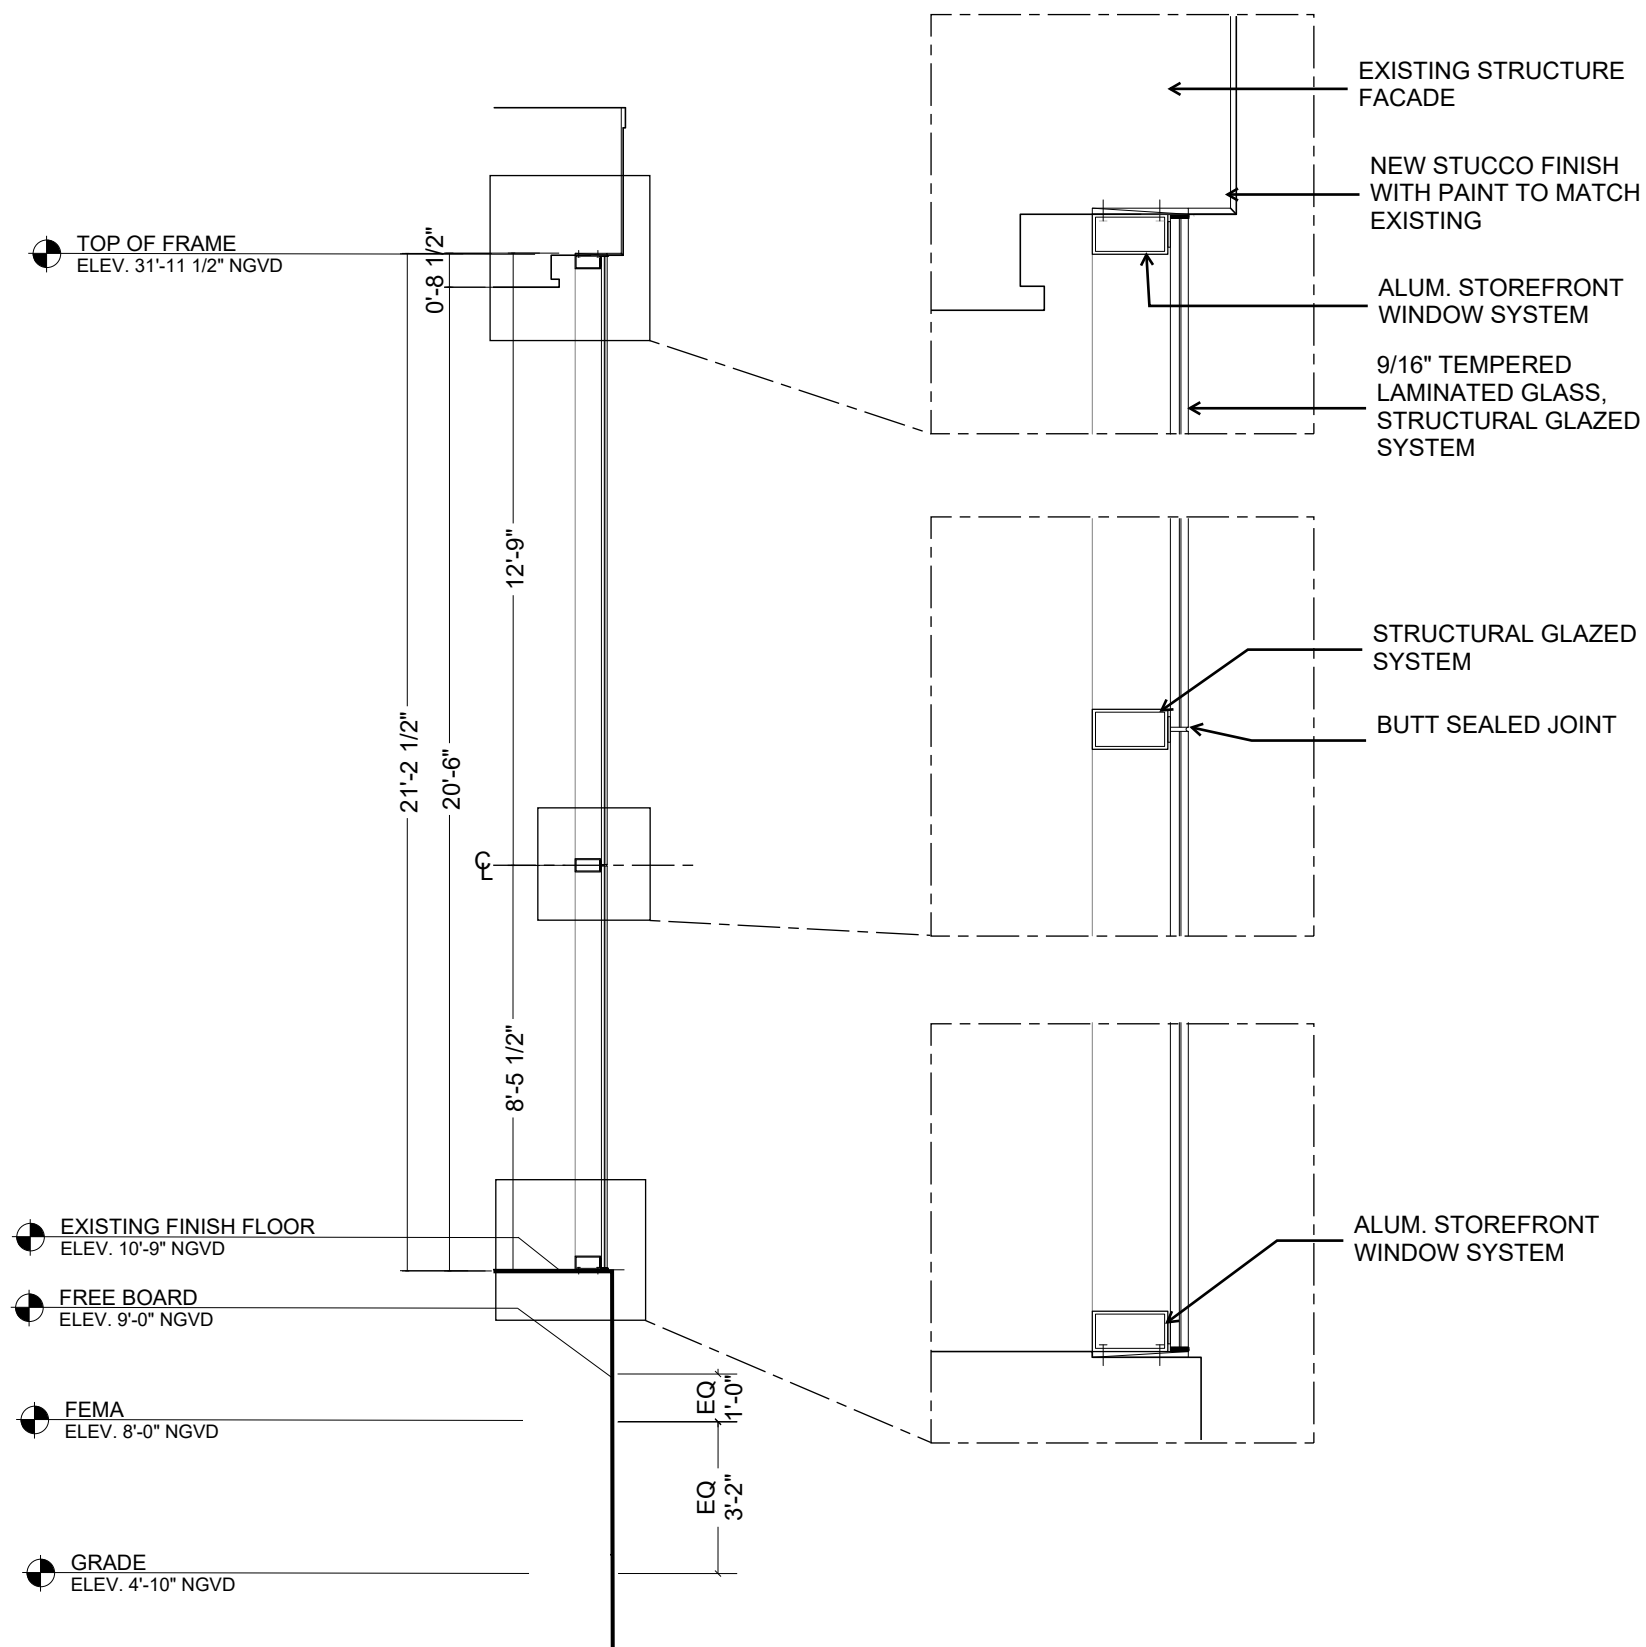 EXISTING STRUCTURE
FACADE
NEW STUCCO FINISH
WITH PAINT TO MATCH
EXISTING
TOP OF FRAME
ELEV. 31'-11 1/2" NGVD
0'-8 1/2"
ALUM. STOREFRONT
WINDOW SYSTEM
9/16" TEMPERED
LAMINATED GLASS,
STRUCTURAL GLAZED
SYSTEM
12'-9"
STRUCTURAL GLAZED
SYSTEM
BUTT SEALED JOINT
21'-2 1/2"
20'-6"
CL
8'-5 1/2"
EXISTING FINISH FLOOR
ELEV. 10'-9" NGVD
ALUM. STOREFRONT
WINDOW SYSTEM
FREE BOARD
ELEV. 9'-0" NGVD
EQ
1'-0"
FEMA
ELEV. 8'-0" NGVD
EQ
3'-2"
GRADE
ELEV. 4'-10" NGVD